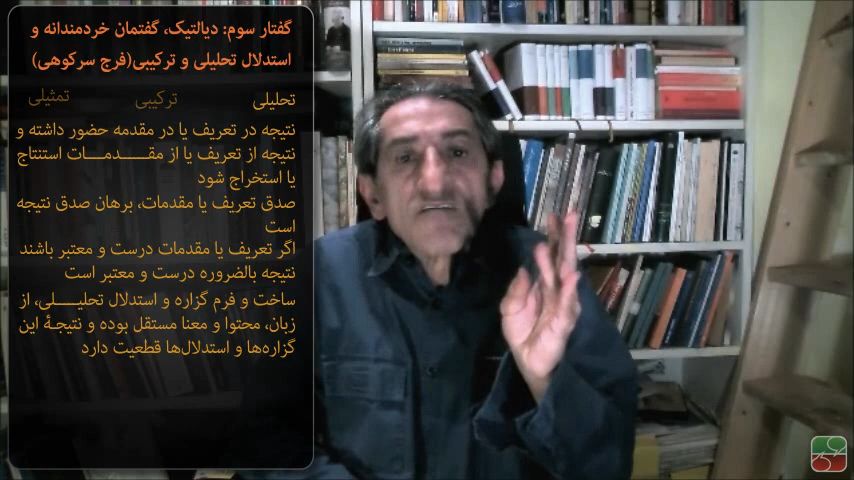 گفتار سوم: دیالتیک، گفتمان خردمندانه و
استدلال تحلیلی و ترکیبی(فرج سرکوهی)
تحلیلی ترکیبی تمثیلی
نتیجه در تعریف یا در مقدمه حضور داشته و
نتیجه از تعریف یا از مقدمات استنتاج
یا استخراج شود
صدق تعریف یا مقدمات، برهان صدق نتیجه
است
اگر تعریف یا مقدمات درست و معتبر باشند
نتیجه بالضروره درست و معتبر است
ساخت و فرم گزاره و استدلال تحلیلی، از
زبان، محتوا و معنا مستقل بوده و نتیجهٔ این
گزاره‌ها و استدلال‌ها قطعیت دارد